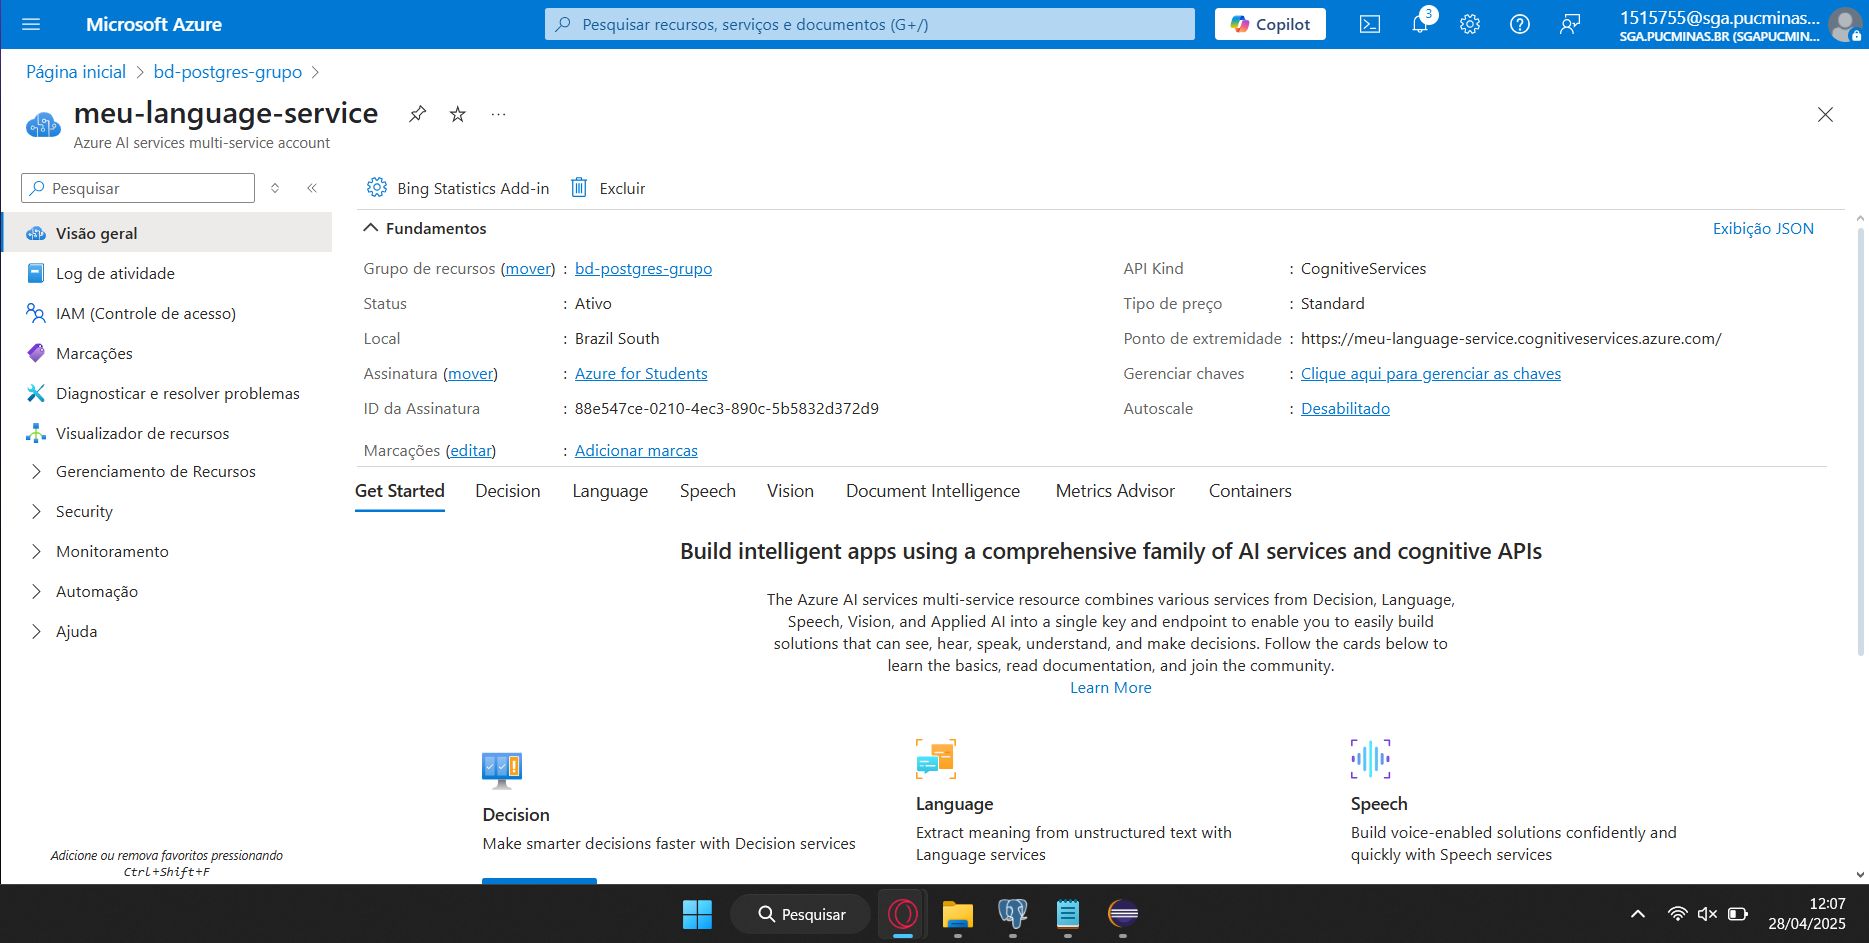 Microsoft Azure
Pesquisar recursos, serviços e documentos (G+/)
Copilot
3
1515755@sga.pucminas...
SGA.PUCMINAS.BR (SGAPUCMIN...
Página inicial > bd-postgres-grupo >
meu-language-service
Azure AI services multi-service account
Pesquisar
Visão geral
Log de atividade
IAM (Controle de acesso)
Marcações
Diagnosticar e resolver problemas
Visualizador de recursos
Gerenciamento de Recursos
Security
Monitoramento
Automação
Ajuda
Adicione ou remova favoritos pressionando
Ctrl+Shift+F
Bing Statistics Add-in
Excluir
Fundamentos
Exibição JSON
Grupo de recursos (mover) : bd-postgres-grupo
Status : Ativo
Local : Brazil South
Assinatura (mover) : Azure for Students
ID da Assinatura : 88e547ce-0210-4ec3-890c-5b5832d372d9
Marcações (editar) : Adicionar marcas
API Kind : CognitiveServices
Tipo de preço : Standard
Ponto de extremidade : https://meu-language-service.cognitiveservices.azure.com/
Gerenciar chaves : Clique aqui para gerenciar as chaves
Autoscale : Desabilitado
Get Started Decision Language Speech Vision Document Intelligence Metrics Advisor Containers
Build intelligent apps using a comprehensive family of AI services and cognitive APIs
The Azure AI services multi-service resource combines various services from Decision, Language,
Speech, Vision, and Applied AI into a single key and endpoint to enable you to easily build
solutions that can see, hear, speak, understand, and make decisions. Follow the cards below to
learn the basics, read documentation, and join the community.
Learn More
Decision
Make smarter decisions faster with Decision services
Language
Extract meaning from unstructured text with
Language services
Speech
Build voice-enabled solutions confidently and
quickly with Speech services
Pesquisar
12:07
28/04/2025